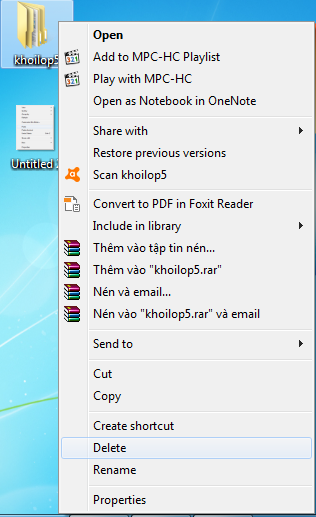 khoilop5
Untitled
Open
Add to MPC-HC Playlist
Play with MPC-HC
Open as Notebook in OneNote
Share with
Restore previous versions
Scan khoilop5
Convert to PDF in Foxit Reader
Include in library
Thêm vào tập tin nén...
Thêm vào "khoilop5.rar"
Nén và email...
Nén vào "khoilop5.rar" và email
Send to
Cut
Copy
Create shortcut
Delete
Rename
Properties